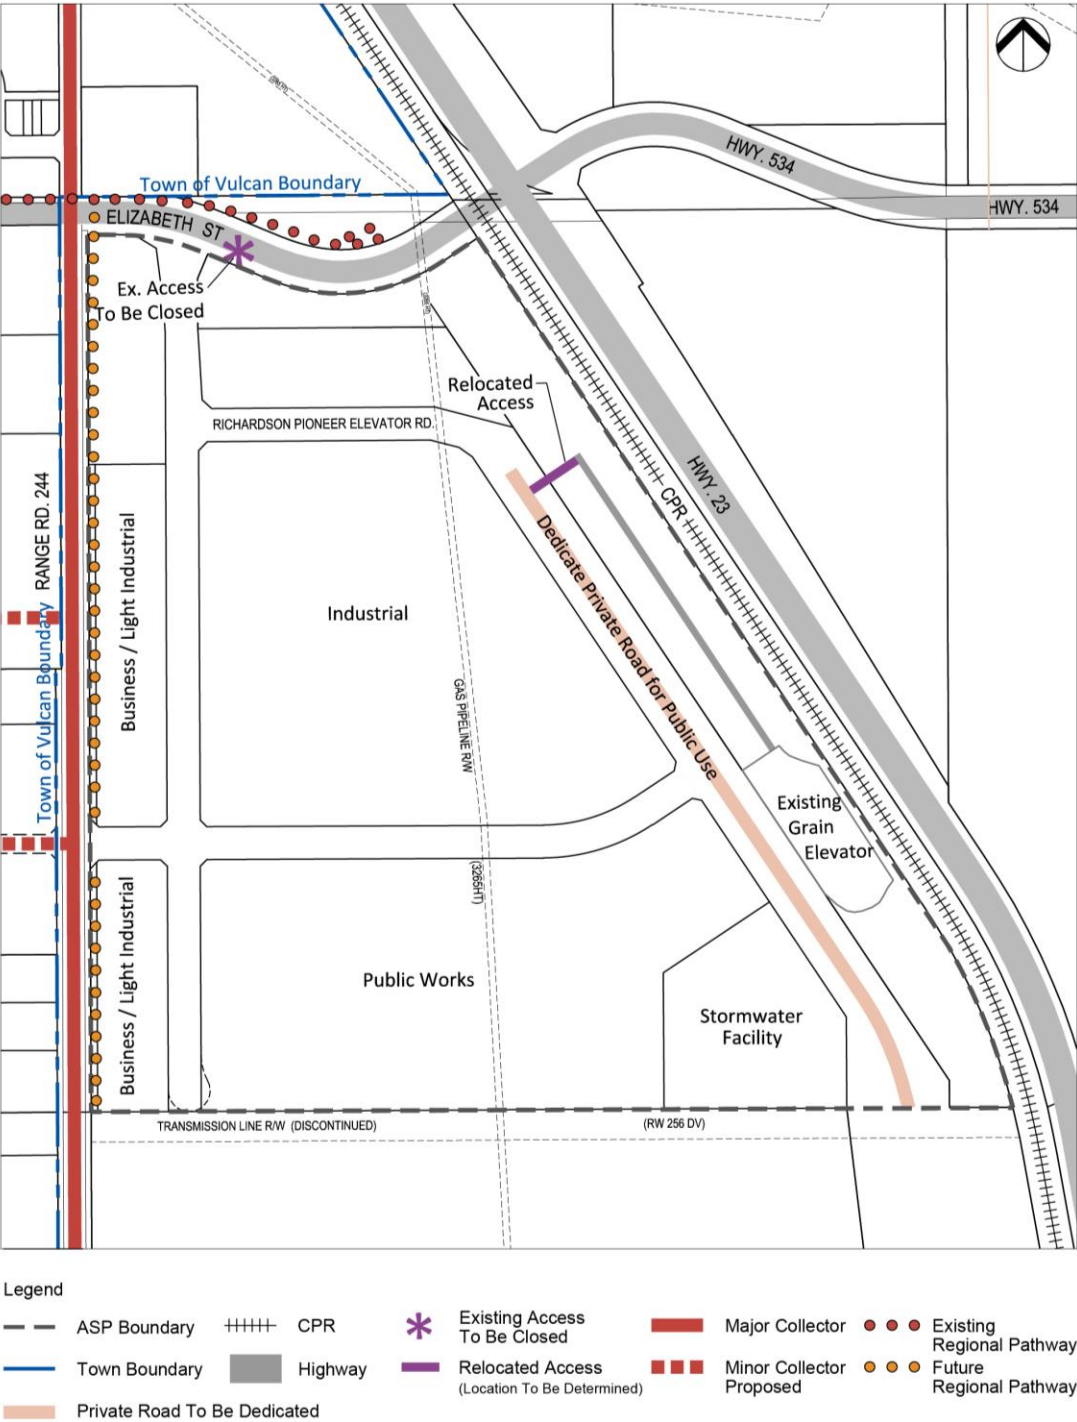 HWY. 534
HWY. 534
Town of Vulcan Boundary
ELIZABETH ST
Ex. Access
To Be Closed
Relocated
Access
RICHARDSON PIONEER ELEVATOR RD.
HWY. 23
CPR
RANGE RD. 244
Town of Vulcan Boundary
Business / Light Industrial
Industrial
Dedicate Private Road for Public Use
GAS PIPELINE R/W
Existing
Grain
Elevator
(3265HT)
Business / Light Industrial
Public Works
Stormwater
Facility
TRANSMISSION LINE R/W (DISCONTINUED)
(RW 256 DV)
Legend
ASP Boundary
CPR
Existing Access
To Be Closed
Major Collector
Existing
Regional Pathway
Town Boundary
Highway
Relocated Access
(Location To Be Determined)
Minor Collector
Proposed
Future
Regional Pathway
Private Road To Be Dedicated